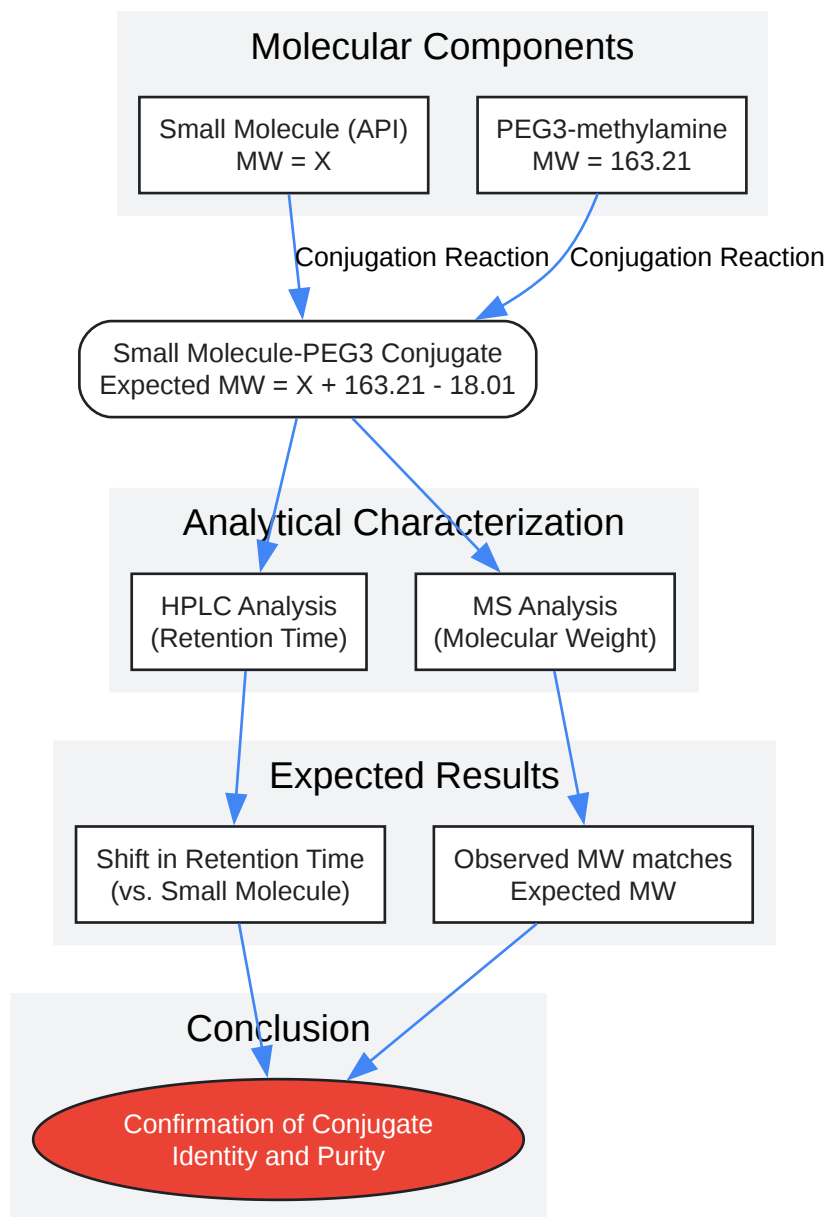 Molecular Components
Small Molecule (API)
MW = X
PEG3-methylamine
MW = 163.21
Conjugation Reaction
Conjugation Reaction
Small Molecule-PEG3 Conjugate
Expected MW = X + 163.21 - 18.01
Analytical Characterization
HPLC Analysis
(Retention Time)
MS Analysis
(Molecular Weight)
Expected Results
Shift in Retention Time
(vs. Small Molecule)
Observed MW matches
Expected MW
Conclusion
Confirmation of Conjugate
Identity and Purity